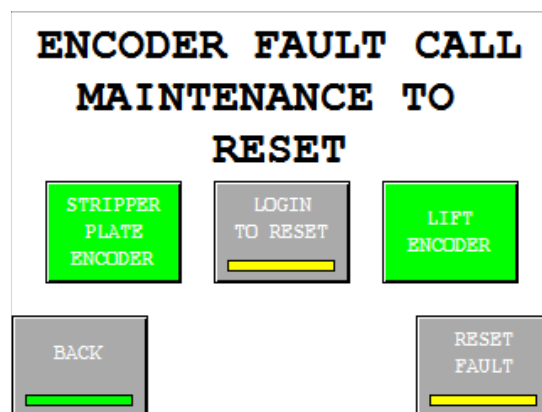 ENCODER FAULT CALL
MAINTENANCE TO
RESET
STRIPPER
PLATE
ENCODER
LOGIN
TO RESET
LIFT
ENCODER
BACK
RESET
FAULT